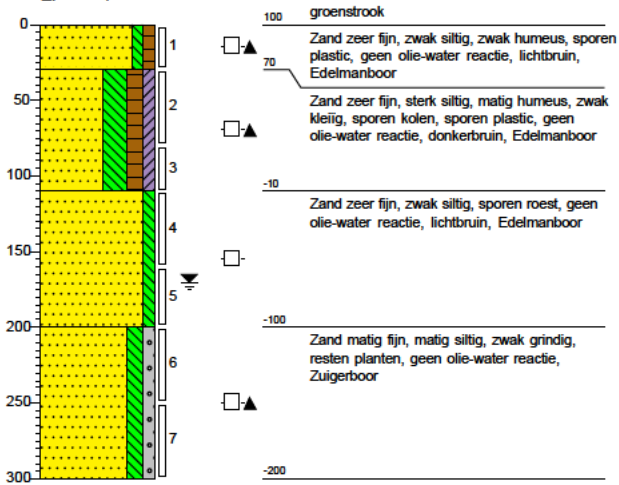 groenstrook
0
100
1
Zand zeer fijn, zwak siltig, zwak humeus, sporen
plastic, geen olie-water reactie, lichtbruin,
Edelmanboor
70
50
2
Zand zeer fijn, sterk siltig, matig humeus, zwak
kleiïg, sporen kolen, sporen plastic, geen
olie-water reactie, donkerbruin, Edelmanboor
3
100
-10
4
Zand zeer fijn, zwak siltig, sporen roest, geen
olie-water reactie, lichtbruin, Edelmanboor
150
5
200
-100
6
Zand matig fijn, matig siltig, zwak grindig,
resten planten, geen olie-water reactie,
Zuigerboor
250
7
300
-200